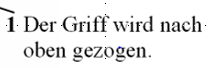 1 Der Griff wird nach
oben gezogen.